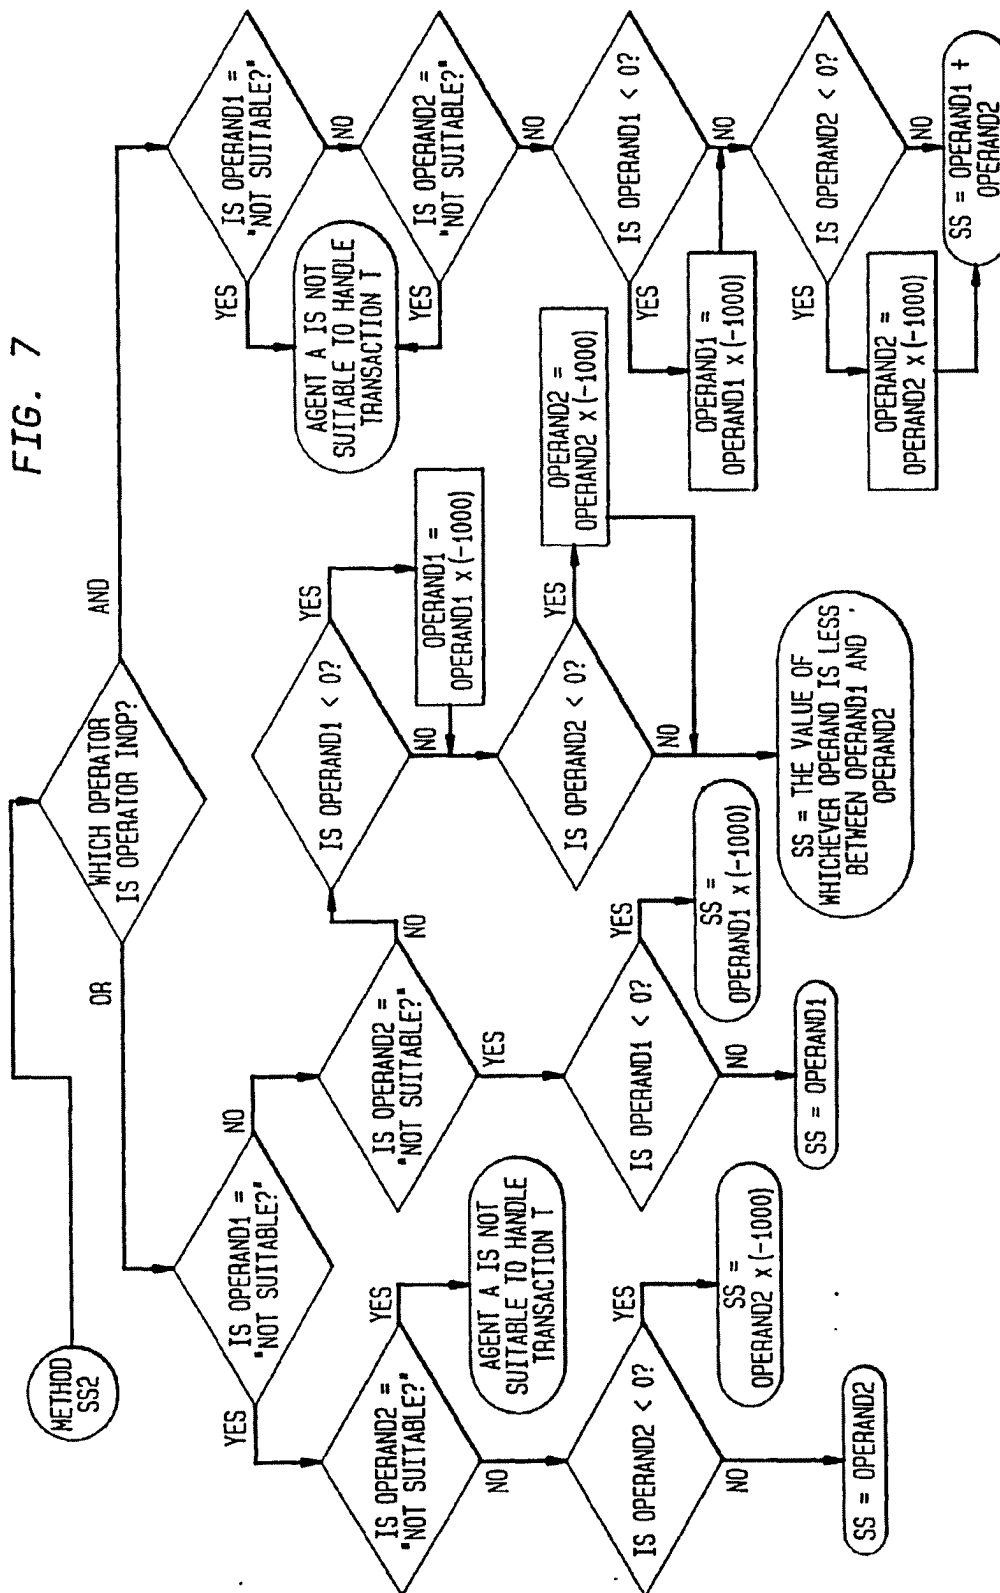 FIG. 7
METHOD
SS2
WHICH OPERATOR
IS OPERATOR INOP?
OR
AND
IS OPERAND1 =
"NOT SUITABLE?"
YES
NO
IS OPERAND2 =
"NOT SUITABLE?"
YES
NO
AGENT A IS NOT
SUITABLE TO HANDLE
TRANSACTION T
IS OPERAND2 < 0?
YES
NO
SS =
OPERAND2 x (-1000)
SS = OPERAND2
IS OPERAND2 =
"NOT SUITABLE?"
NO
YES
IS OPERAND1 < 0?
YES
NO
SS =
OPERAND1 x (-1000)
SS = OPERAND1
IS OPERAND1 < 0?
YES
NO
OPERAND1 =
OPERAND1 x (-1000)
IS OPERAND2 < 0?
YES
NO
OPERAND2 =
OPERAND2 x (-1000)
SS = THE VALUE OF
WHICHEVER OPERAND IS LESS
BETWEEN OPERAND1 AND
OPERAND2
IS OPERAND1 =
"NOT SUITABLE?"
YES
NO
AGENT A IS NOT
SUITABLE TO HANDLE
TRANSACTION T
IS OPERAND2 =
"NOT SUITABLE?"
YES
NO
IS OPERAND1 < 0?
YES
NO
OPERAND1 =
OPERAND1 x (-1000)
IS OPERAND2 < 0?
YES
NO
OPERAND2 =
OPERAND2 x (-1000)
SS = OPERAND1 +
OPERAND2